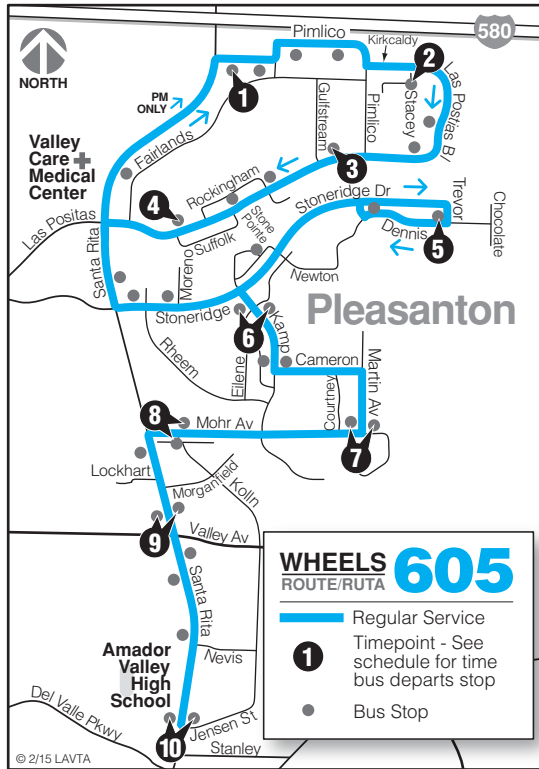 Pimlico
580
Kirkcaldy
2
NORTH
1
PM
ONLY
Fairlands
Gulfstream
Pimlico
Stacey
Las Positas Bl
Valley
Care
Medical
Center
3
Rockingham
4
Stoneridge Dr
Trevor
Chocolate
Las Positas
Suffolk
Stone
Pointe
Dennis
5
Santa Rita
Moreno
Newton
Pleasanton
Stoneridge
6
Kamp
Rheem
Eilene
Cameron
Courtney
Martin Av
8
Mohr Av
7
Lockhart
Morganfield
Kolln
9
Valley Av
WHEELS
ROUTE/RUTA
605
Regular Service
1
Timepoint - See
schedule for time
bus departs stop
Bus Stop
Santa Rita
Amador
Valley
High
School
Nevis
Del Valle Pkwy
Jensen St
10
Stanley
© 2/15 LAVTA